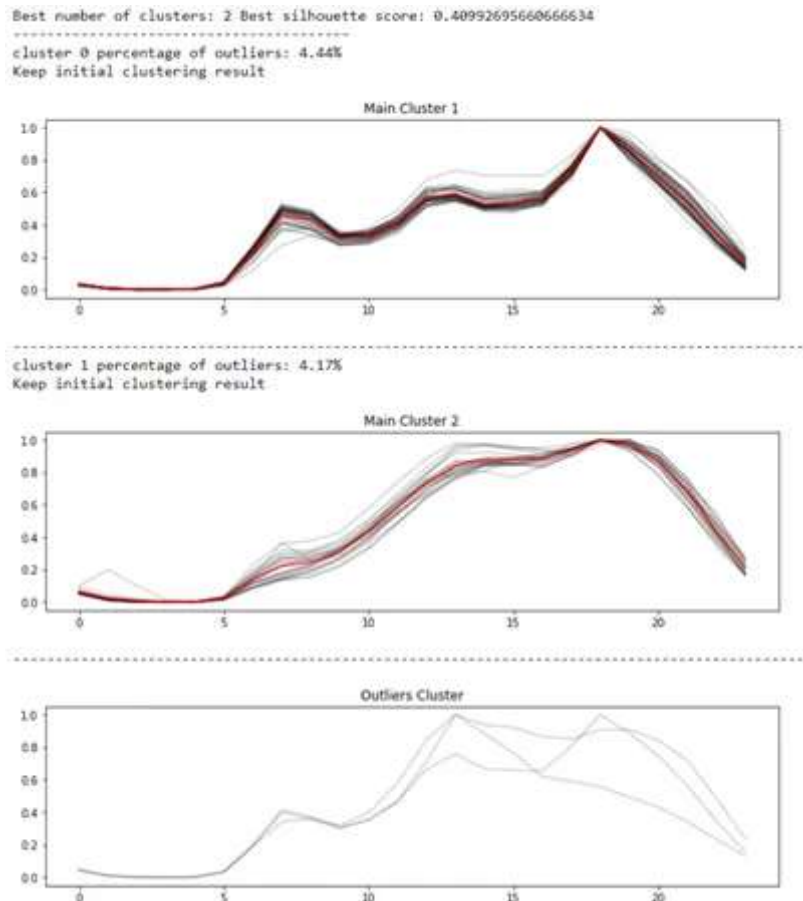 Best number of clusters: 2 Best silhouette score: 0.40992695660666634
----------------------------------------
cluster 0 percentage of outliers: 4.44%
Keep initial clustering result
Main Cluster 1
1.0
0.8
0.6
0.4
0.2
0.0
0 5 10 15 20
cluster 1 percentage of outliers: 4.17%
Keep initial clustering result
Main Cluster 2
1.0
0.8
0.6
0.4
0.2
0.0
0 5 10 15 20
Outliers Cluster
1.0
0.8
0.6
0.4
0.2
0.0
0 5 10 15 20